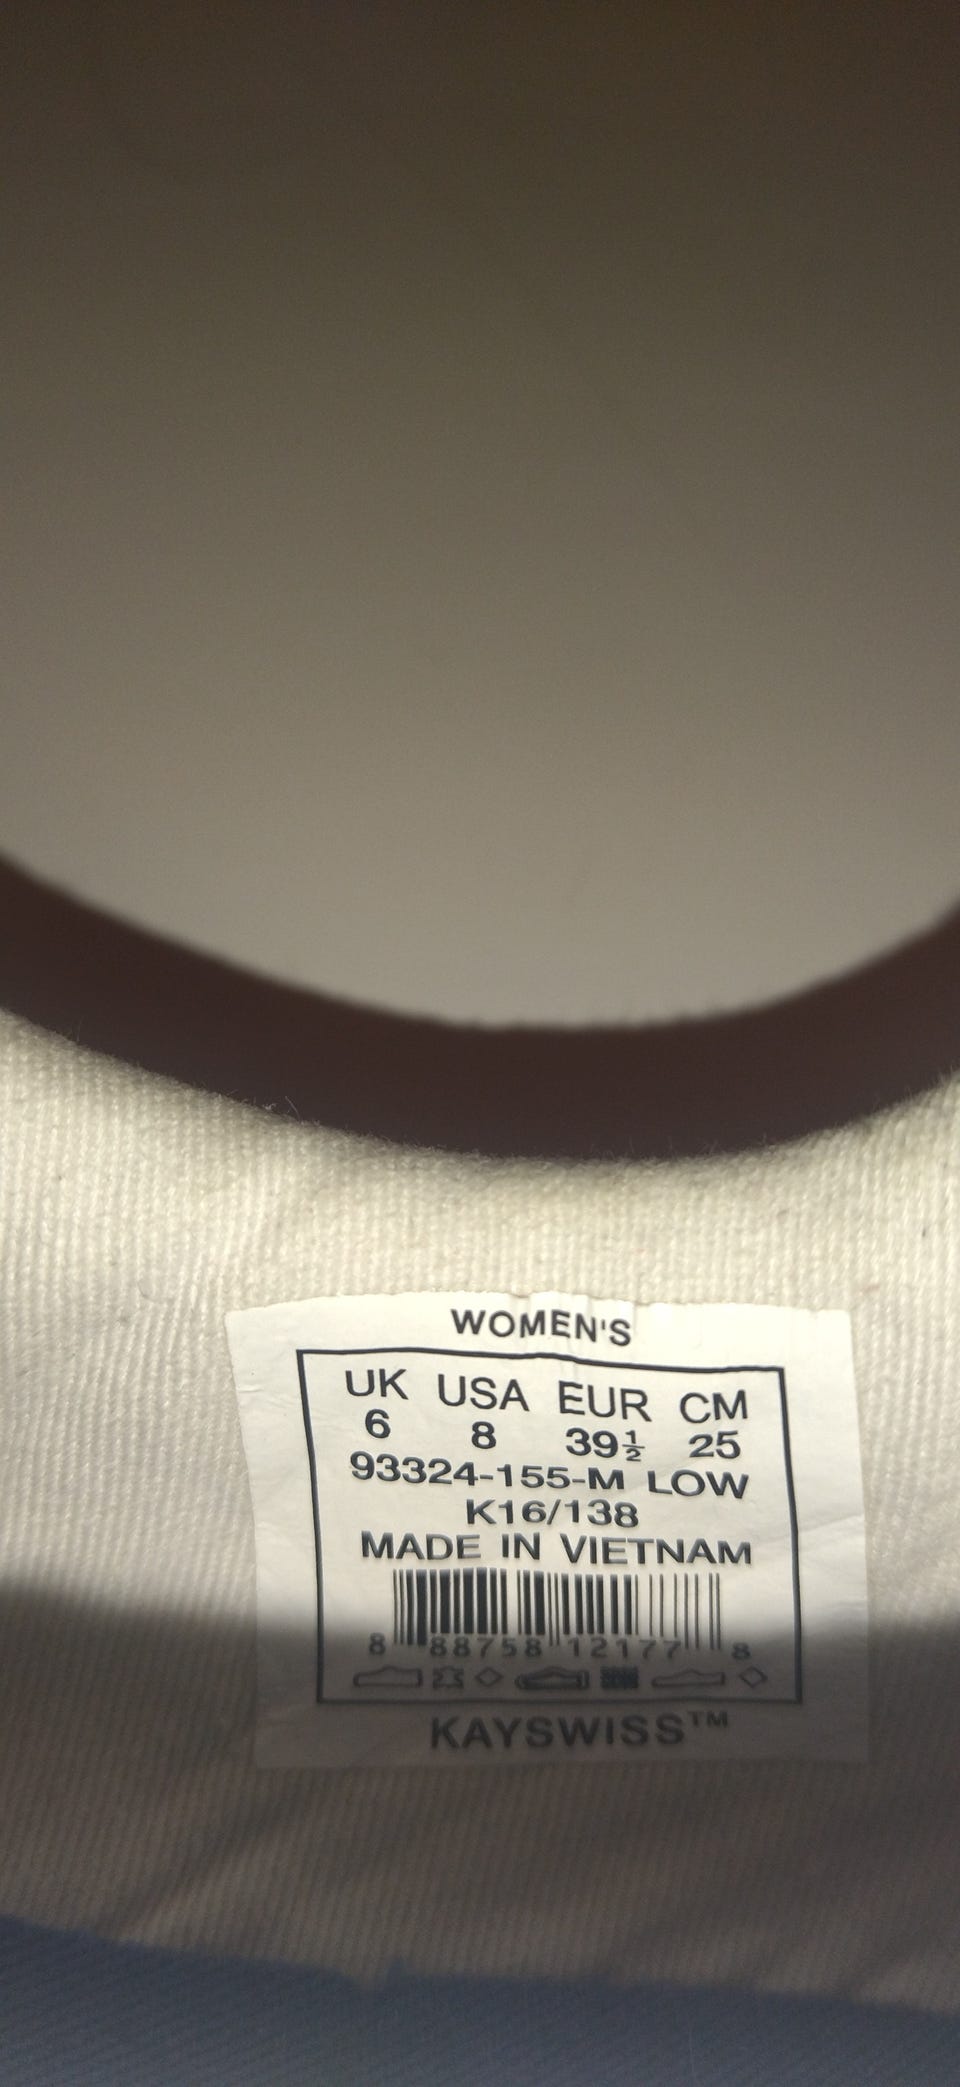 WOMEN'S
UK USA EUR CM
6 8 39½ 25
93324-155-M LOW
K16/138
MADE IN VIETNAM
8 88758 12177 8
KAYSWISS™